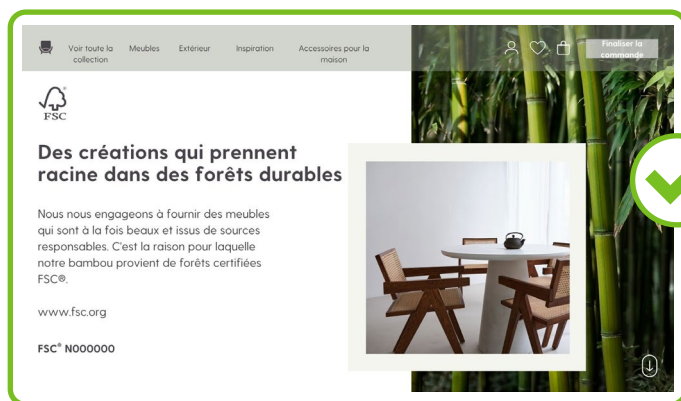 Voir toute la
collection
Meubles
Extérieur
Inspiration
Accessoires pour la
maison
Finaliser la
commande
FSC
Des créations qui prennent
racine dans des forêts durables
Nous nous engageons à fournir des meubles
qui sont à la fois beaux et issus de sources
responsables. C'est la raison pour laquelle
notre bambou provient de forêts certifiées
FSC®.
www.fsc.org
FSC® N000000